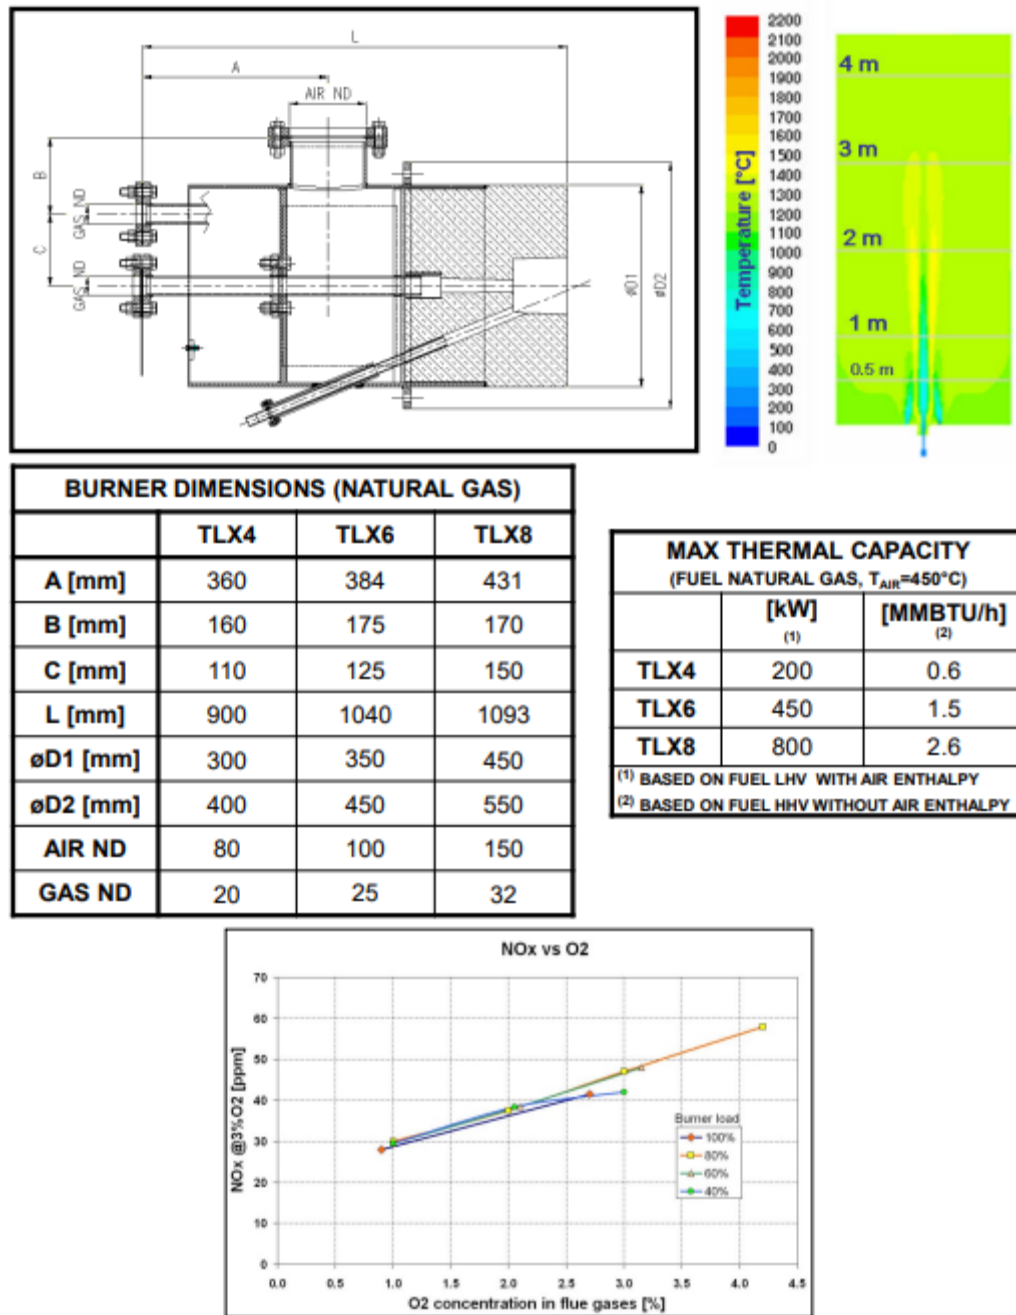 L
A
AIR ND
B
GAS ND
C
GAS ND
øD1
øD2
Temperature [°C]
2200
2100
2000
1900
1800
1700
1600
1500
1400
1300
1200
1100
1000
900
800
700
600
500
400
300
200
100
0
4 m
3 m
2 m
1 m
0.5 m
BURNER DIMENSIONS (NATURAL GAS)
TLX4 TLX6 TLX8
A [mm] 360 384 431
B [mm] 160 175 170
C [mm] 110 125 150
L [mm] 900 1040 1093
øD1 [mm] 300 350 450
øD2 [mm] 400 450 550
AIR ND 80 100 150
GAS ND 20 25 32
MAX THERMAL CAPACITY
(FUEL NATURAL GAS, TAIR=450°C)
[kW] [MMBTU/h]
(1) (2)
TLX4 200 0.6
TLX6 450 1.5
TLX8 800 2.6
(1) BASED ON FUEL LHV WITH AIR ENTHALPY
(2) BASED ON FUEL HHV WITHOUT AIR ENTHALPY
NOx vs O2
NOx @3%O2 [ppm]
70
60
50
40
30
20
10
0
Burner load
100%
80%
60%
40%
0.0 0.5 1.0 1.5 2.0 2.5 3.0 3.5 4.0 4.5
O2 concentration in flue gases [%]